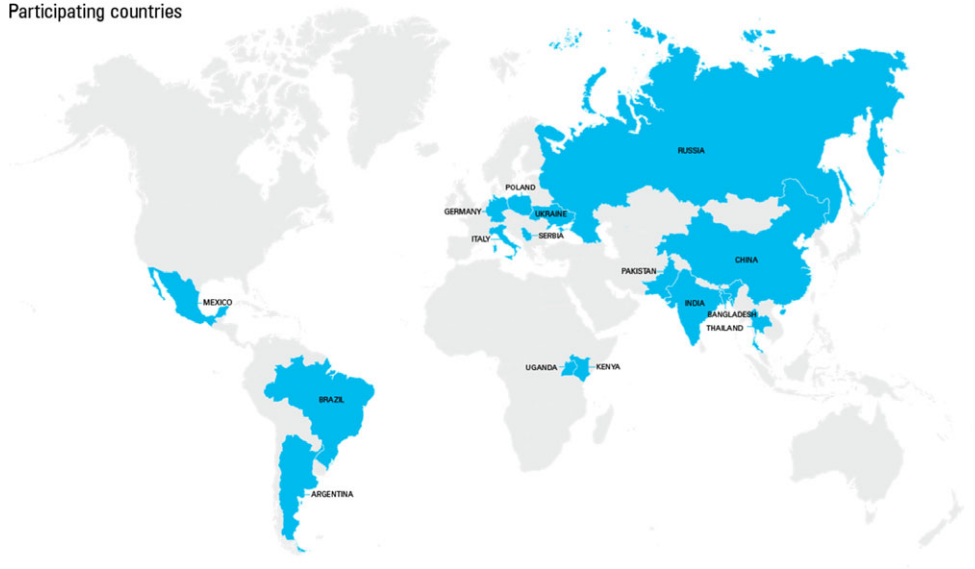 Participating countries
RUSSIA
POLAND
GERMANY
UKRAINE
ITALY
SERBIA
CHINA
PAKISTAN
MEXICO
INDIA
BANGLADESH
THAILAND
UGANDA
KENYA
BRAZIL
ARGENTINA